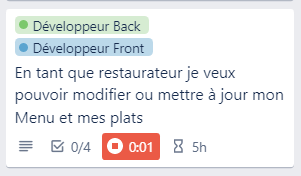 Développeur Back
Développeur Front
En tant que restaurateur je veux
pouvoir modifier ou mettre à jour mon
Menu et mes plats
0/4 0:01 5h